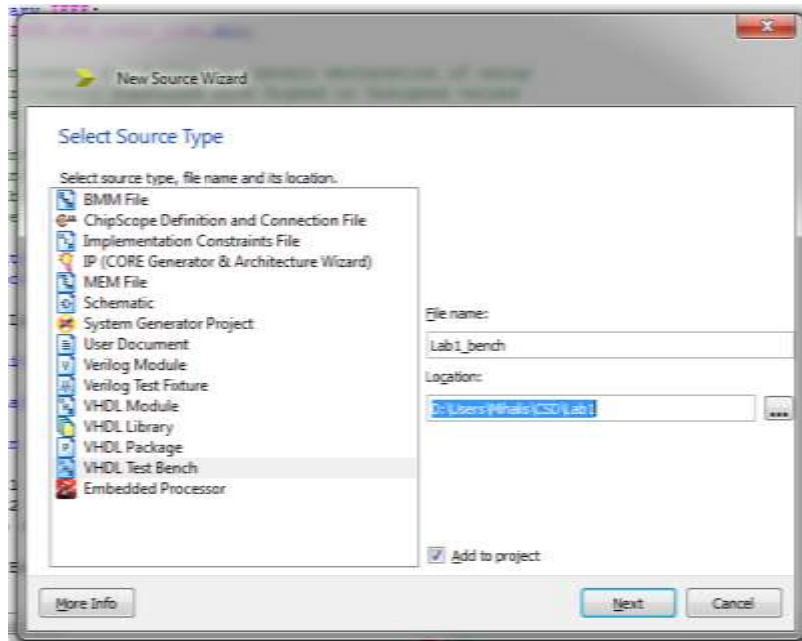 New Source Wizard
Select Source Type
Select source type, file name and its location.
BMM File
ChipScope Definition and Connection File
Implementation Constraints File
IP (CORE Generator & Architecture Wizard)
MEM File
Schematic
System Generator Project
User Document
Verilog Module
Verilog Test Fixture
VHDL Module
VHDL Library
VHDL Package
VHDL Test Bench
Embedded Processor
File name:
Lab1_bench
Location:
D:\Users\Mihalis\CSD\Lab1
...
Add to project
More Info
Next
Cancel